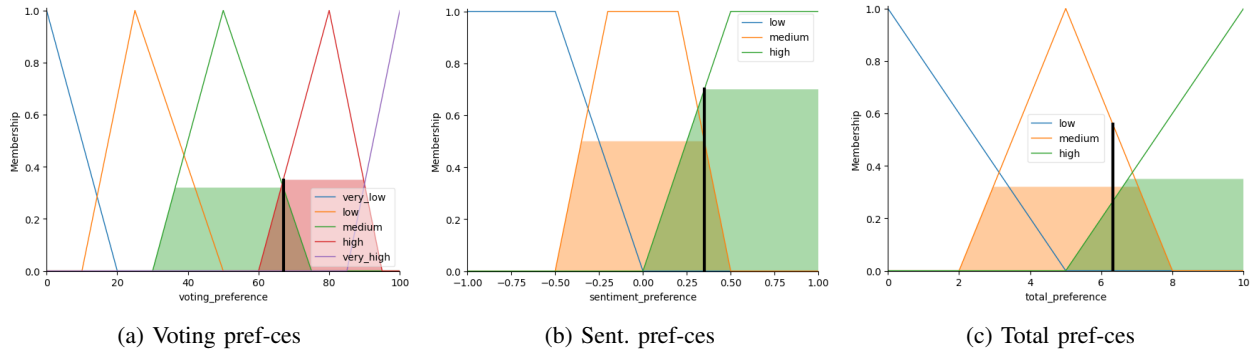 Membership
1.0
0.8
0.6
0.4
0.2
0.0
0 20 40 60 80 100
voting_preference
very_low
low
medium
high
very_high
(a) Voting pref-ces
Membership
1.0
0.8
0.6
0.4
0.2
0.0
−1.00 −0.75 −0.50 −0.25 0.00 0.25 0.50 0.75 1.00
sentiment_preference
low
medium
high
(b) Sent. pref-ces
Membership
1.0
0.8
0.6
0.4
0.2
0.0
0 2 4 6 8 10
total_preference
low
medium
high
(c) Total pref-ces